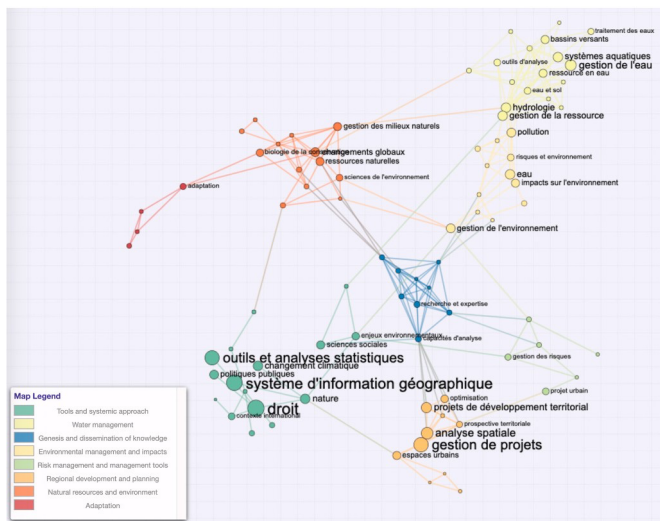 traitement des eaux
bassins versants
systèmes aquatiques
outils d'analyse
gestion de l'eau
ressource en eau
eau et sol
hydrologie
gestion de la ressource
gestion des milieux naturels
pollution
biologie de la
changements globaux
ressources naturelles
risques et environnement
eau
sciences de l'environnement
impacts sur l'environnement
adaptation
gestion de l'environnement
recherche et expertise
enjeux environnementaux
capacités d'analyse
sciences sociales
outils et analyses statistiques
gestion des risques
changement climatique
politiques publiques
système d'information géographique
projet urbain
nature
optimisation
droit
projets de développement territorial
contexte international
prospective territoriale
analyse spatiale
gestion de projets
espaces urbains
Map Legend
Tools and systemic approach
Water management
Genesis and dissemination of knowledge
Environmental management and impacts
Risk management and management tools
Regional development and planning
Natural resources and environment
Adaptation